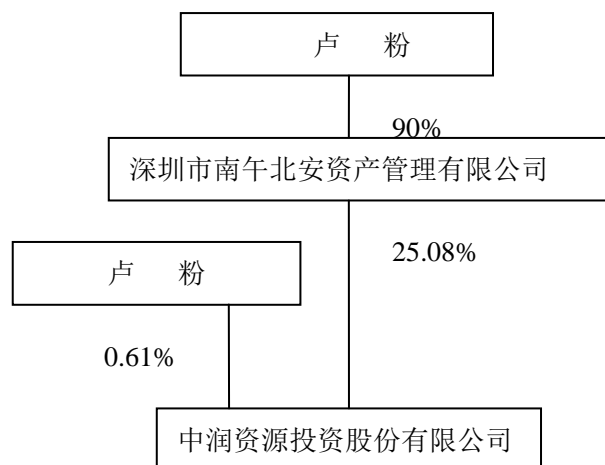 卢 粉
90%
深圳市南午北安资产管理有限公司
25.08%
卢 粉
0.61%
中润资源投资股份有限公司